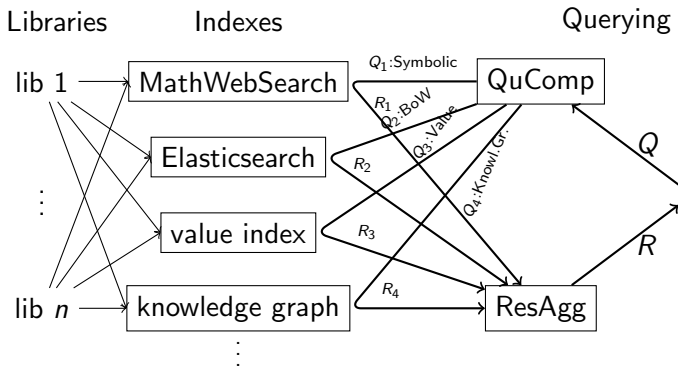 Libraries Indexes Querying
lib 1 MathWebSearch Q1:Symbolic QuComp
R1
Q2:BoW
Q3:Value
Elasticsearch R2 Q4:Knowl.Gr. Q
⋮
value index R3 R
lib n knowledge graph R4 ResAgg
⋮